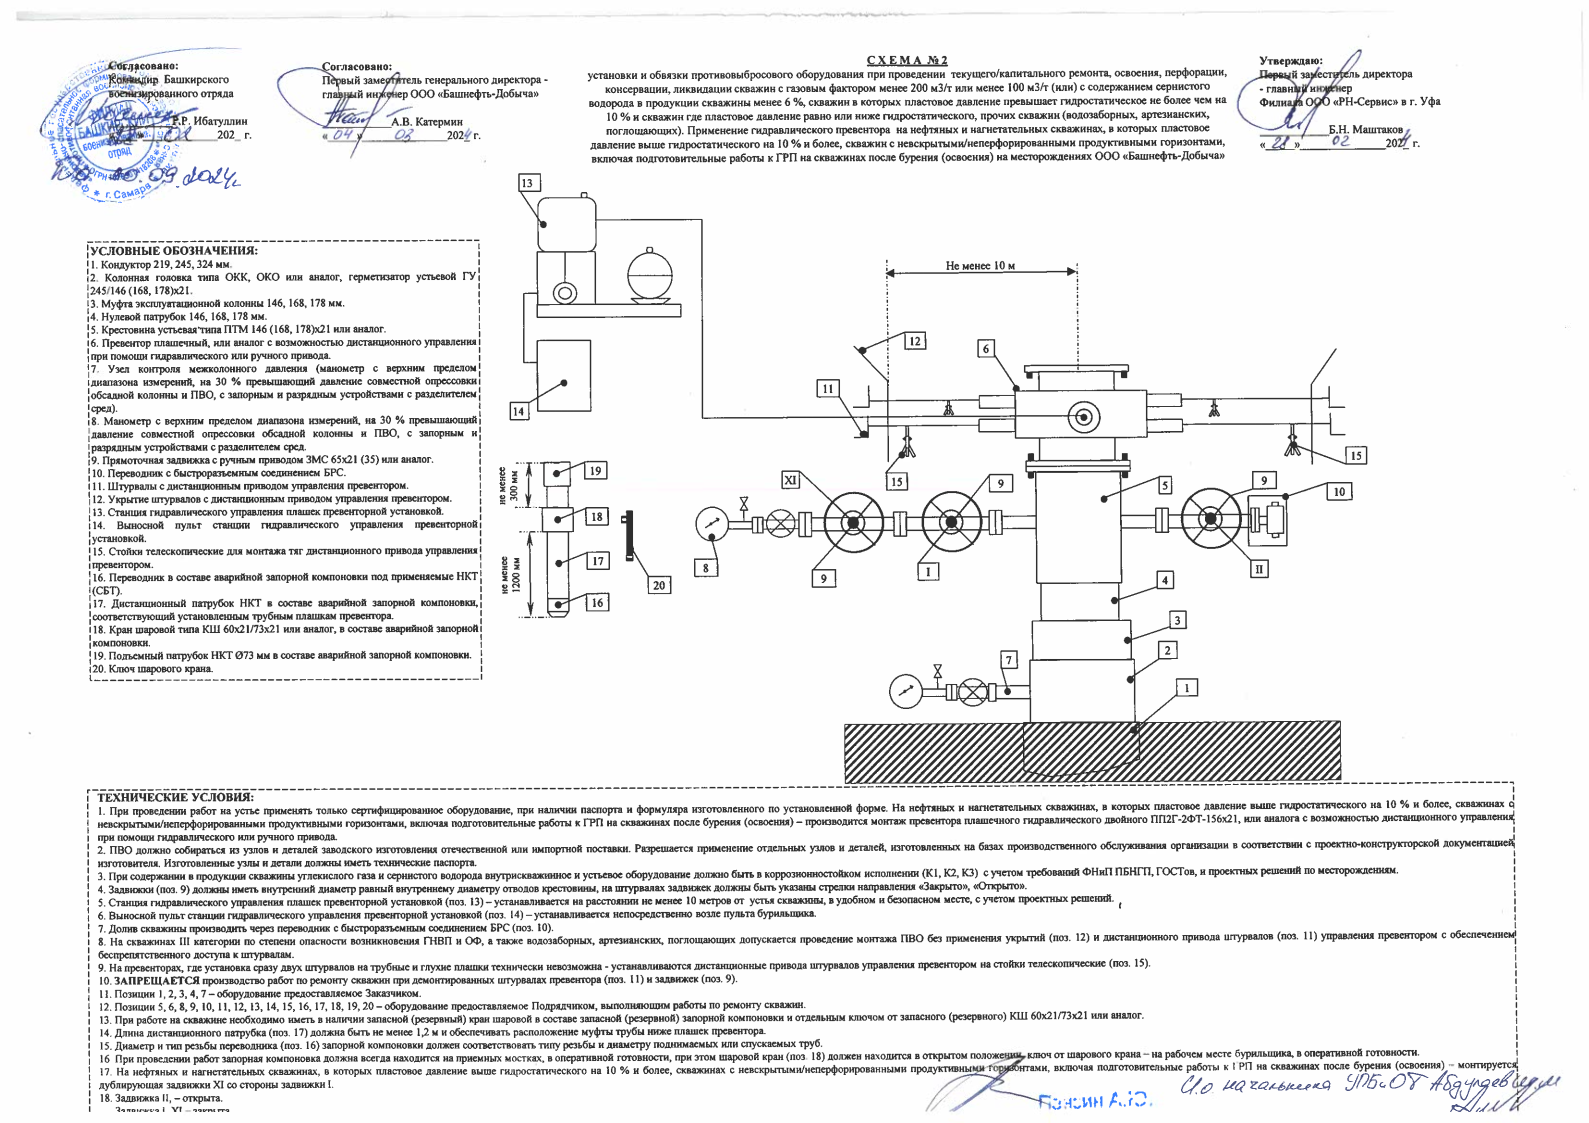 Согласовано:
Командир Башкирского
военизированного отряда
Р.Р. Ибатуллин
202_ г.
Согласовано:
Первый заместитель генерального директора -
главный инженер ООО «Башнефть-Добыча»
А.В. Катермин
« 04 » 03 2024 г.
С Х Е М А №2
установки и обвязки противовыбросового оборудования при проведении текущего/капитального ремонта, освоения, перфорации,
консервации, ликвидации скважин с газовым фактором менее 200 м3/т или менее 100 м3/т (или) с содержанием сернистого
водорода в продукции скважины менее 6 %, скважин в которых пластовое давление превышает гидростатическое не более чем на
10 % и скважин где пластовое давление равно или ниже гидростатического, прочих скважин (водозаборных, артезианских,
поглощающих). Применение гидравлического превентора на нефтяных и нагнетательных скважинах, в которых пластовое
давление выше гидростатического на 10 % и более, скважин с невскрытыми/неперфорированными продуктивными горизонтами,
включая подготовительные работы к ГРП на скважинах после бурения (освоения) на месторождениях ООО «Башнефть-Добыча»
Утверждаю:
Первый заместитель директора
- главный инженер
Филиала ООО «РН-Сервис» в г. Уфа
Б.Н. Маштаков
« 28 » 02 2024 г.
г. Самара
отряд
УСЛОВНЫЕ ОБОЗНАЧЕНИЯ:
1. Кондуктор 219, 245, 324 мм.
2. Колонная головка типа ОКК, ОКО или аналог, герметизатор устьевой ГУ
245/146 (168, 178)х21.
3. Муфта эксплуатационной колонны 146, 168, 178 мм.
4. Нулевой патрубок 146, 168, 178 мм.
5. Крестовина устьевая типа ПТМ 146 (168, 178)х21 или аналог.
6. Превентор плашечный, или аналог с возможностью дистанционного управления
при помощи гидравлического или ручного привода.
7. Узел контроля межколонного давления (манометр с верхним пределом
диапазона измерений, на 30 % превышающий давление совместной опрессовки
обсадной колонны и ПВО, с запорным и разрядным устройствами с разделителем
сред).
8. Манометр с верхним пределом диапазона измерений, на 30 % превышающий
давление совместной опрессовки обсадной колонны и ПВО, с запорным и
разрядным устройствами с разделителем сред.
9. Прямоточная задвижка с ручным приводом ЗМС 65х21 (35) или аналог.
10. Переводник с быстроразъемным соединением БРС.
11. Штурвалы с дистанционным приводом управления превентором.
12. Укрытие штурвалов с дистанционным приводом управления превентором.
13. Станция гидравлического управления плашек превенторной установкой.
14. Выносной пульт станции гидравлического управления превенторной
установкой.
15. Стойки телескопические для монтажа тяг дистанционного привода управления
превентором.
16. Переводник в составе аварийной запорной компоновки под применяемые НКТ
(СБТ).
17. Дистанционный патрубок НКТ в составе аварийной запорной компоновки,
соответствующий установленным трубным плашкам превентора.
18. Кран шаровой типа КШ 60х21/73х21 или аналог, в составе аварийной запорной
компоновки.
19. Подъемный патрубок НКТ Ø73 мм в составе аварийной запорной компоновки.
20. Ключ шарового крана.
13
14
Не менее 10 м
12
6
11
15
15
не менее
300 мм
не менее
1200 мм
19
18
17
16
20
XI
9
5
9
10
8
9
I
II
4
3
2
7
1
ТЕХНИЧЕСКИЕ УСЛОВИЯ:
1. При проведении работ на устье применять только сертифицированное оборудование, при наличии паспорта и формуляра изготовленного по установленной форме. На нефтяных и нагнетательных скважинах, в которых пластовое давление выше гидростатического на 10 % и более, скважинах с
невскрытыми/неперфорированными продуктивными горизонтами, включая подготовительные работы к ГРП на скважинах после бурения (освоения) – производится монтаж превентора плашечного гидравлического двойного ПП2Г-2ФТ-156х21, или аналога с возможностью дистанционного управления
при помощи гидравлического или ручного привода.
2. ПВО должно собираться из узлов и деталей заводского изготовления отечественной или импортной поставки. Разрешается применение отдельных узлов и деталей, изготовленных на базах производственного обслуживания организации в соответствии с проектно-конструкторской документацией
изготовителя. Изготовленные узлы и детали должны иметь технические паспорта.
3. При содержании в продукции скважины углекислого газа и сернистого водорода внутрискважинное и устьевое оборудование должно быть в коррозионностойком исполнении (К1, К2, К3) с учетом требований ФНиП ПБНГП, ГОСТов, и проектных решений по месторождениям.
4. Задвижки (поз. 9) должны иметь внутренний диаметр равный внутреннему диаметру отводов крестовины, на штурвалах задвижек должны быть указаны стрелки направления «Закрыто», «Открыто».
5. Станция гидравлического управления плашек превенторной установкой (поз. 13) – устанавливается на расстоянии не менее 10 метров от устья скважины, в удобном и безопасном месте, с учетом проектных решений.
6. Выносной пульт станции гидравлического управления превенторной установкой (поз. 14) – устанавливается непосредственно возле пульта бурильщика.
7. Долив скважины производить через переводник с быстроразъемным соединением БРС (поз. 10).
8. На скважинах III категории по степени опасности возникновения ГНВП и ОФ, а также водозаборных, артезианских, поглощающих допускается проведение монтажа ПВО без применения укрытий (поз. 12) и дистанционного привода штурвалов (поз. 11) управления превентором с обеспечением
беспрепятственного доступа к штурвалам.
9. На превенторах, где установка сразу двух штурвалов на трубные и глухие плашки технически невозможна - устанавливаются дистанционные привода штурвалов управления превентором на стойки телескопические (поз. 15).
10. ЗАПРЕЩАЕТСЯ производство работ по ремонту скважин при демонтированных штурвалах превентора (поз. 11) и задвижек (поз. 9).
11. Позиции 1, 2, 3, 4, 7 – оборудование предоставляемое Заказчиком.
12. Позиции 5, 6, 8, 9, 10, 11, 12, 13, 14, 15, 16, 17, 18, 19, 20 – оборудование предоставляемое Подрядчиком, выполняющим работы по ремонту скважин.
13. При работе на скважине необходимо иметь в наличии запасной (резервный) кран шаровой в составе запасной (резервной) запорной компоновки и отдельным ключом от запасного (резервного) КШ 60х21/73х21 или аналог.
14. Длина дистанционного патрубка (поз. 17) должна быть не менее 1,2 м и обеспечивать расположение муфты трубы ниже плашек превентора.
15. Диаметр и тип резьбы переводника (поз. 16) запорной компоновки должен соответствовать типу резьбы и диаметру поднимаемых или спускаемых труб.
16 При проведении работ запорная компоновка должна всегда находится на приемных мостках, в оперативной готовности, при этом шаровой кран (поз. 18) должен находится в открытом положении, ключ от шарового крана – на рабочем месте бурильщика, в оперативной готовности.
17. На нефтяных и нагнетательных скважинах, в которых пластовое давление выше гидростатического на 10 % и более, скважинах с невскрытыми/неперфорированными продуктивными горизонтами, включая подготовительные работы к ГРП на скважинах после бурения (освоения) – монтируется
дублирующая задвижки XI со стороны задвижки I.
18. Задвижка II, – открыта.
Задвижка I, XI – закрыта
И.о начальника УПБиОТ Абдулаев